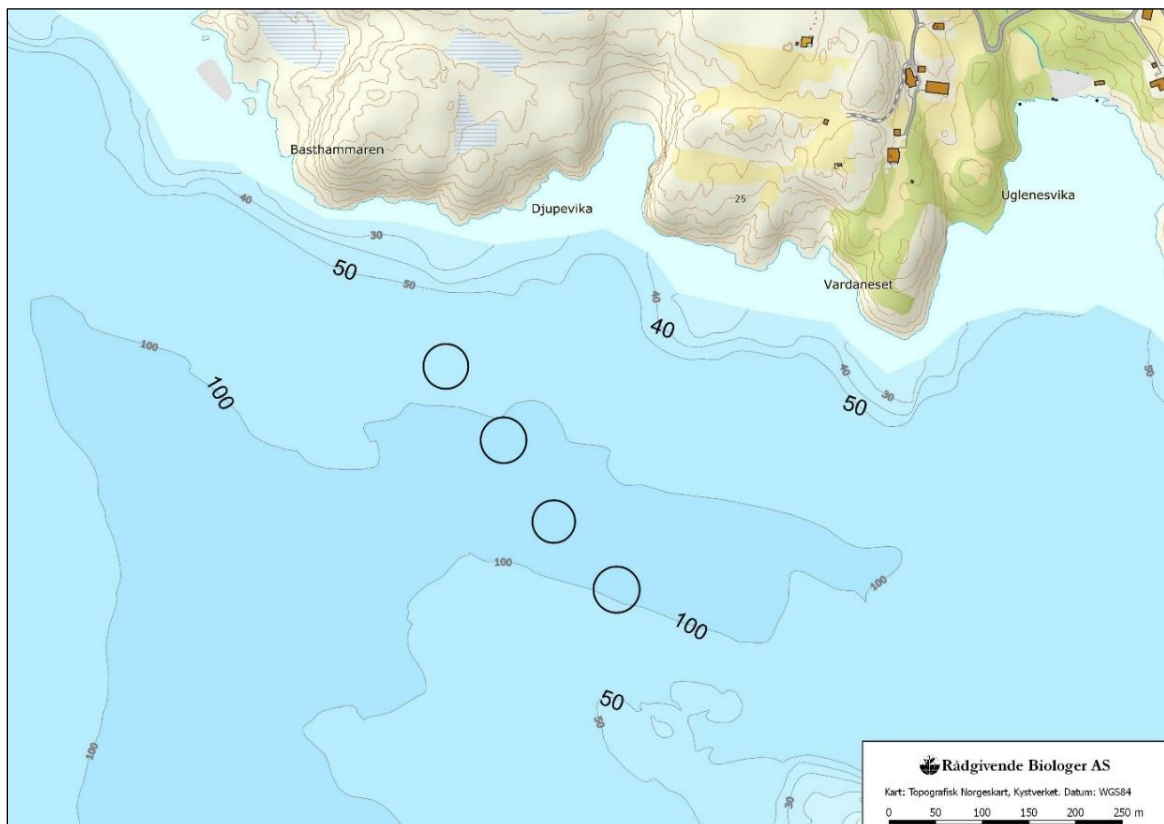 Basthammaren
Djupevika
Uglenesvika
25
Vardaneset
40
30
50
50
40
40
100
100
40
30
50
50
100
100
100
50
50
100
30
Rådgivende Biologer AS
Kart: Topografisk Norgeskart, Kystverket. Datum: WGS84
0 50 100 150 200 250 m